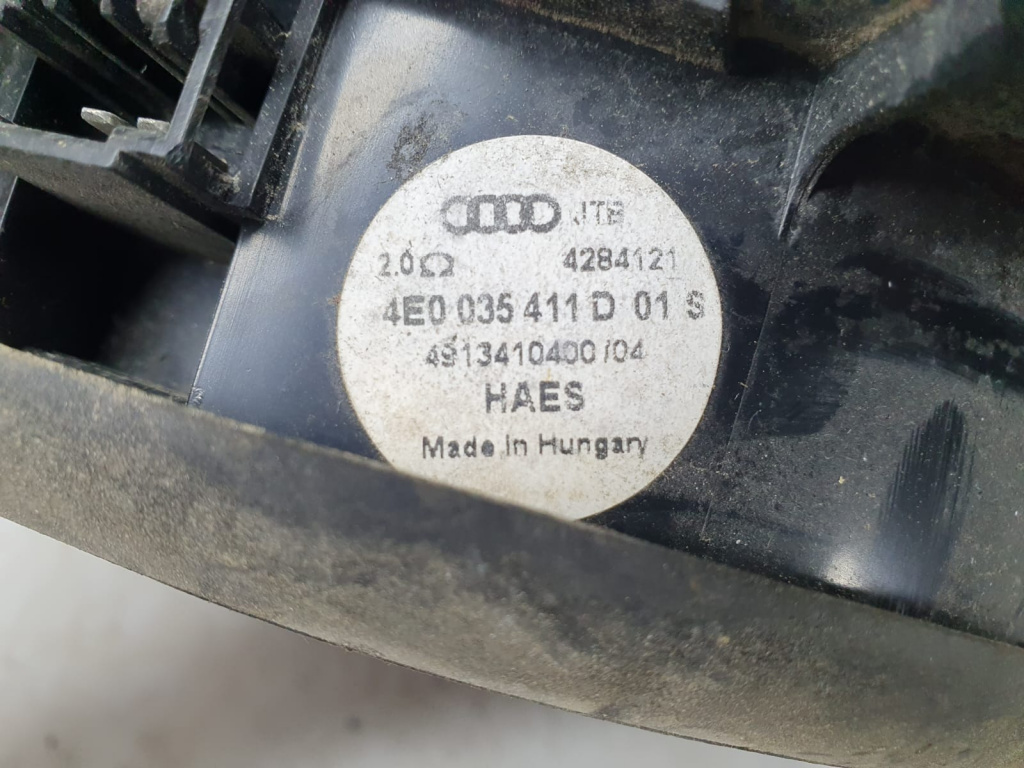 JTB
2.0Ω 4284121
4E0 035 411 D 01 S
4913410400/04
HAES
Made in Hungary